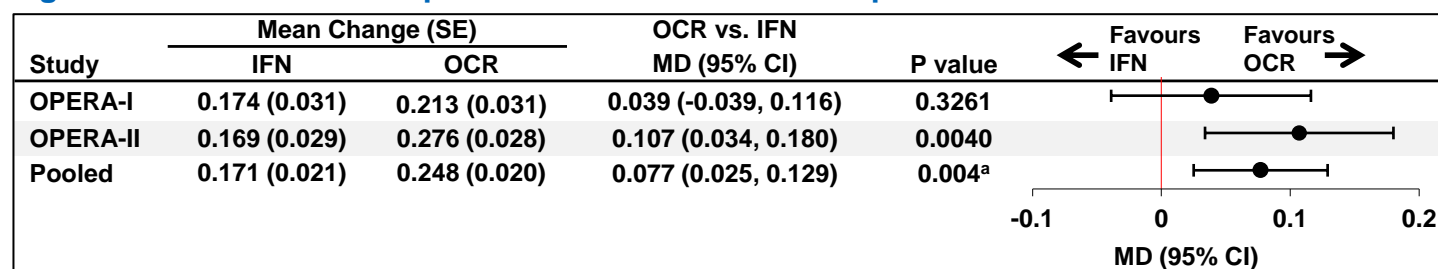 Mean Change (SE) OCR vs. IFN Favours Favours
Study IFN OCR MD (95% CI) P value IFN OCR
OPERA-I 0.174 (0.031) 0.213 (0.031) 0.039 (-0.039, 0.116) 0.3261
OPERA-II 0.169 (0.029) 0.276 (0.028) 0.107 (0.034, 0.180) 0.0040
Pooled 0.171 (0.021) 0.248 (0.020) 0.077 (0.025, 0.129) 0.004ᵃ
-0.1 0 0.1 0.2
MD (95% CI)